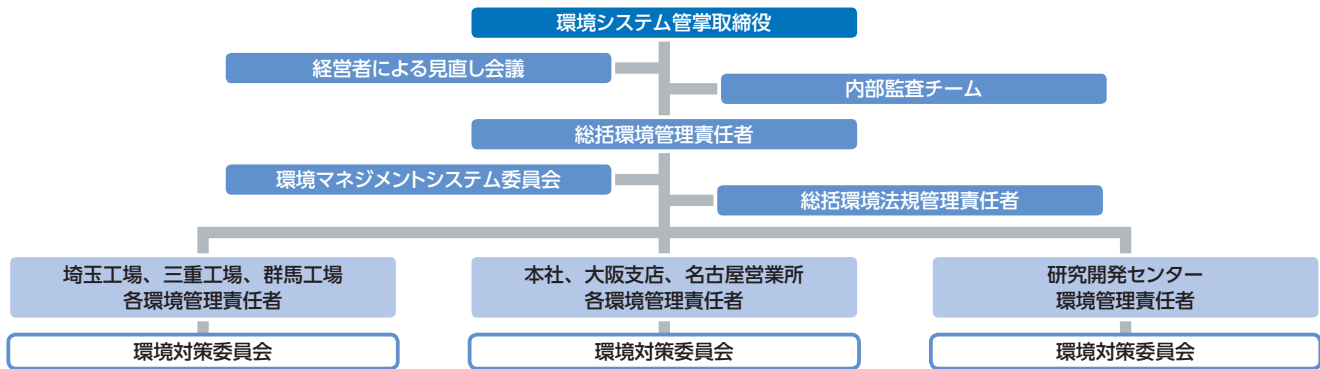 環境システム管掌取締役
経営者による見直し会議
内部監査チーム
総括環境管理責任者
環境マネジメントシステム委員会
総括環境法規管理責任者
埼玉工場、三重工場、群馬工場
各環境管理責任者
本社、大阪支店、名古屋営業所
各環境管理責任者
研究開発センター
環境管理責任者
環境対策委員会
環境対策委員会
環境対策委員会